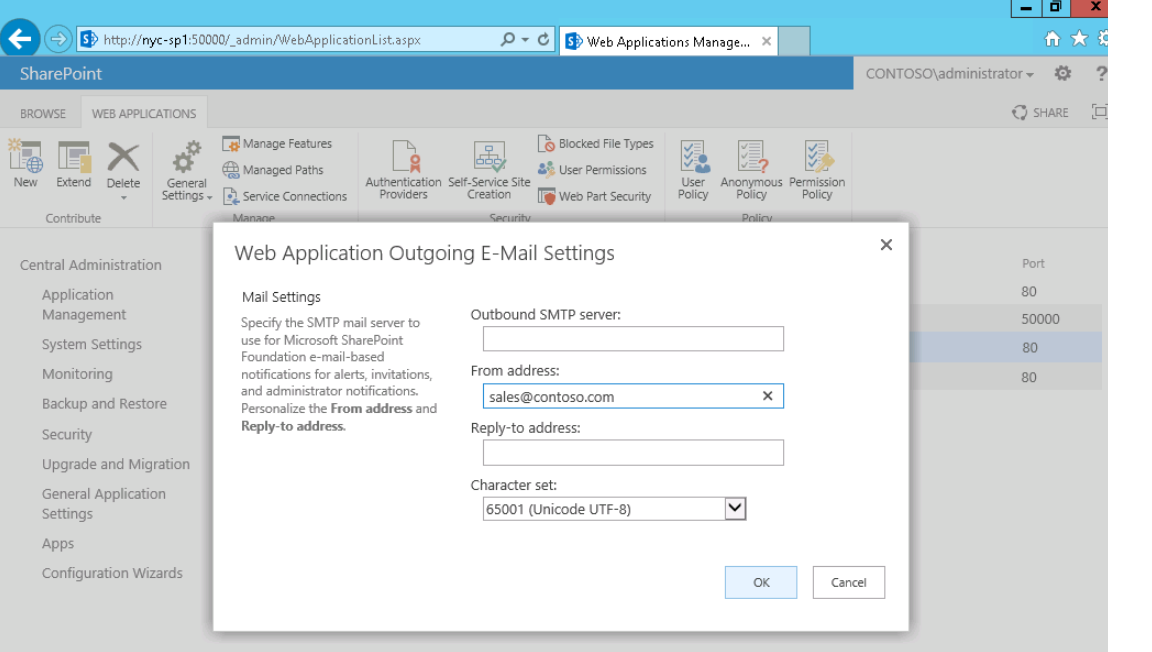 http://nyc-sp1:50000/_admin/WebApplicationList.aspx
Web Applications Manage...
SharePoint
CONTOSO\administrator
?
BROWSE WEB APPLICATIONS
SHARE
New
Extend
Delete
General Settings
Manage Features
Managed Paths
Service Connections
Authentication Providers
Self-Service Site Creation
Blocked File Types
User Permissions
Web Part Security
User Policy
Anonymous Policy
Permission Policy
Contribute
Manage
Security
Policy
Central Administration
Application
Management
System Settings
Monitoring
Backup and Restore
Security
Upgrade and Migration
General Application
Settings
Apps
Configuration Wizards
Web Application Outgoing E-Mail Settings
Mail Settings
Specify the SMTP mail server to
use for Microsoft SharePoint
Foundation e-mail-based
notifications for alerts, invitations,
and administrator notifications.
Personalize the From address and
Reply-to address.
Outbound SMTP server:
From address:
sales@contoso.com
Reply-to address:
Character set:
65001 (Unicode UTF-8)
OK
Cancel
Port
80
50000
80
80